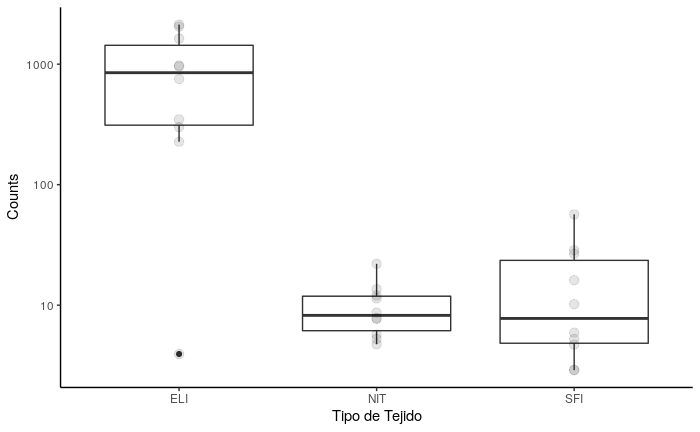 Counts
1000
100
10
ELI NIT SFI
Tipo de Tejido